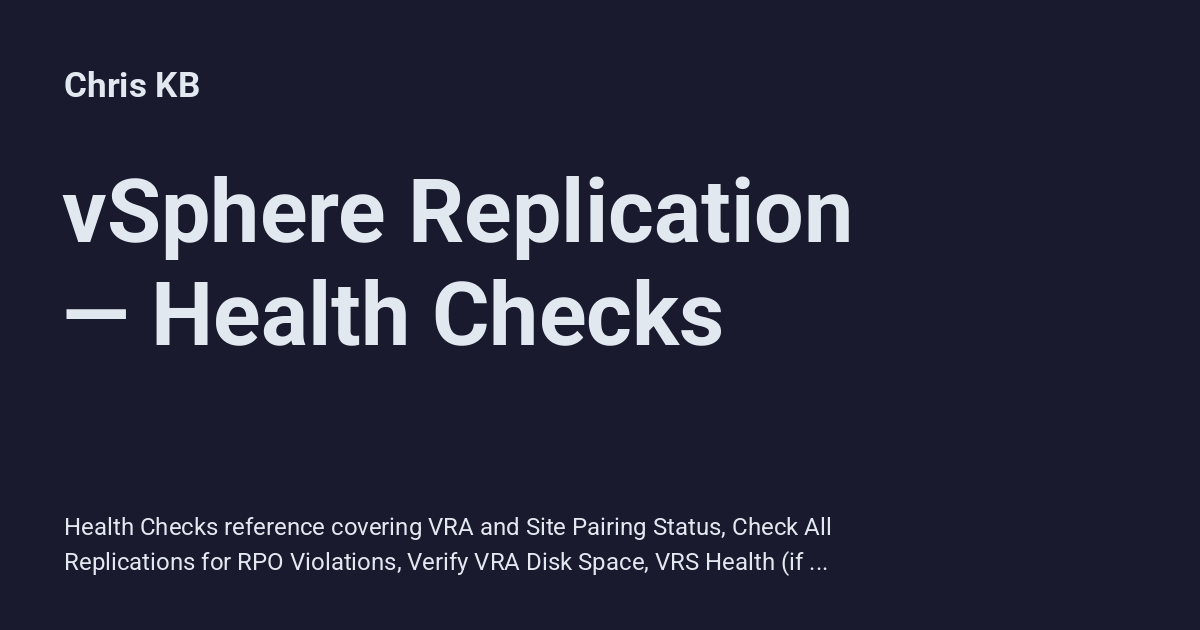 Chris KB
vSphere Replication
— Health Checks
Health Checks reference covering VRA and Site Pairing Status, Check All
Replications for RPO Violations, Verify VRA Disk Space, VRS Health (if ...